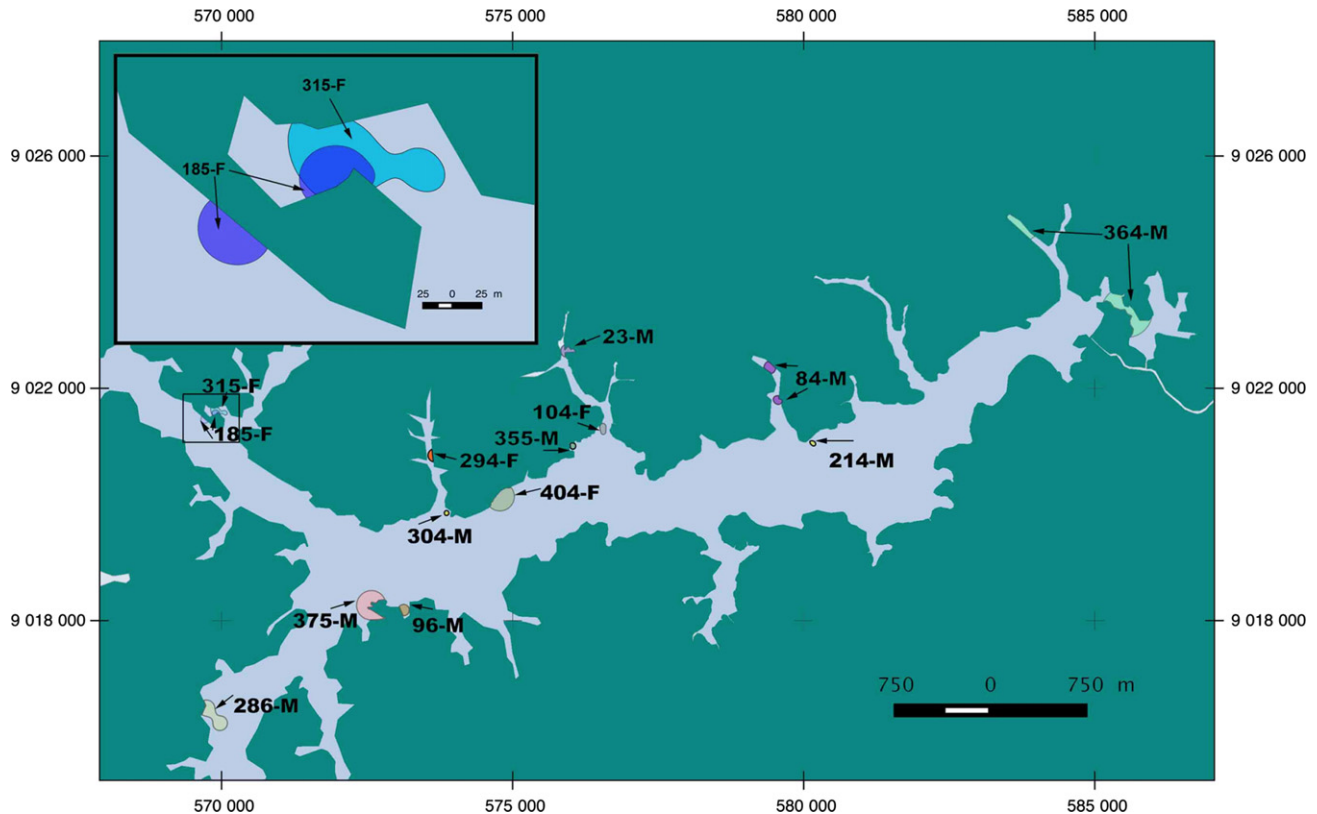 570 000 575 000 580 000 585 000
315-F
9 026 000
9 026 000
185-F
25 0 25 m
364-M
23-M
9 022 000
9 022 000
315-F
84-M
104-F
185-F
355-M
294-F
214-M
404-F
304-M
375-M
96-M
9 018 000
9 018 000
750 0 750 m
286-M
570 000 575 000 580 000 585 000